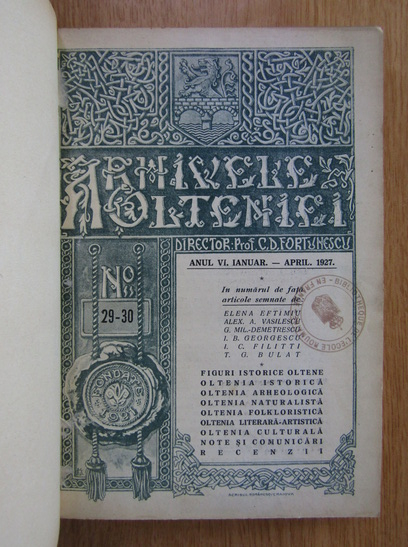 ARHIVELE
OLTENIEI
DIRECTOR: Prof. C.D. FORTUNESCU
ANUL VI. IANUAR. — APRIL. 1927.
No
29-30
In numărul de față
articole semnate de
ELENA EFTIMIU
ALEX. A. VASILESCU
G. MIL.-DEMETRESCU
I. B. GEORGESCU
I. C. FILITTI
T. G. BULAT
FIGURI ISTORICE OLTENE
OLTENIA ISTORICĂ
OLTENIA ARHEOLOGICĂ
OLTENIA NATURALISTĂ
OLTENIA FOLKLORISTICĂ
OLTENIA LITERARĂ-ARTISTICĂ
OLTENIA CULTURALĂ
NOTE ȘI COMUNICĂRI
RECENZII